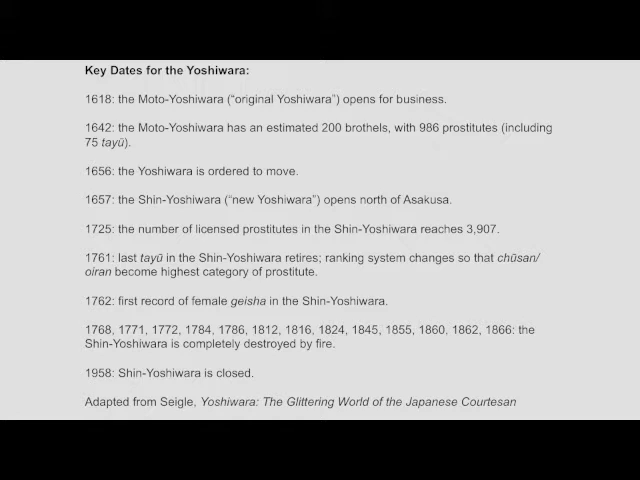 Key Dates for the Yoshiwara:
1618: the Moto-Yoshiwara (“original Yoshiwara”) opens for business.
1642: the Moto-Yoshiwara has an estimated 200 brothels, with 986 prostitutes (including
75 tayū).
1656: the Yoshiwara is ordered to move.
1657: the Shin-Yoshiwara (“new Yoshiwara”) opens north of Asakusa.
1725: the number of licensed prostitutes in the Shin-Yoshiwara reaches 3,907.
1761: last tayū in the Shin-Yoshiwara retires; ranking system changes so that chūsan/
oiran become highest category of prostitute.
1762: first record of female geisha in the Shin-Yoshiwara.
1768, 1771, 1772, 1784, 1786, 1812, 1816, 1824, 1845, 1855, 1860, 1862, 1866: the
Shin-Yoshiwara is completely destroyed by fire.
1958: Shin-Yoshiwara is closed.
Adapted from Seigle, Yoshiwara: The Glittering World of the Japanese Courtesan